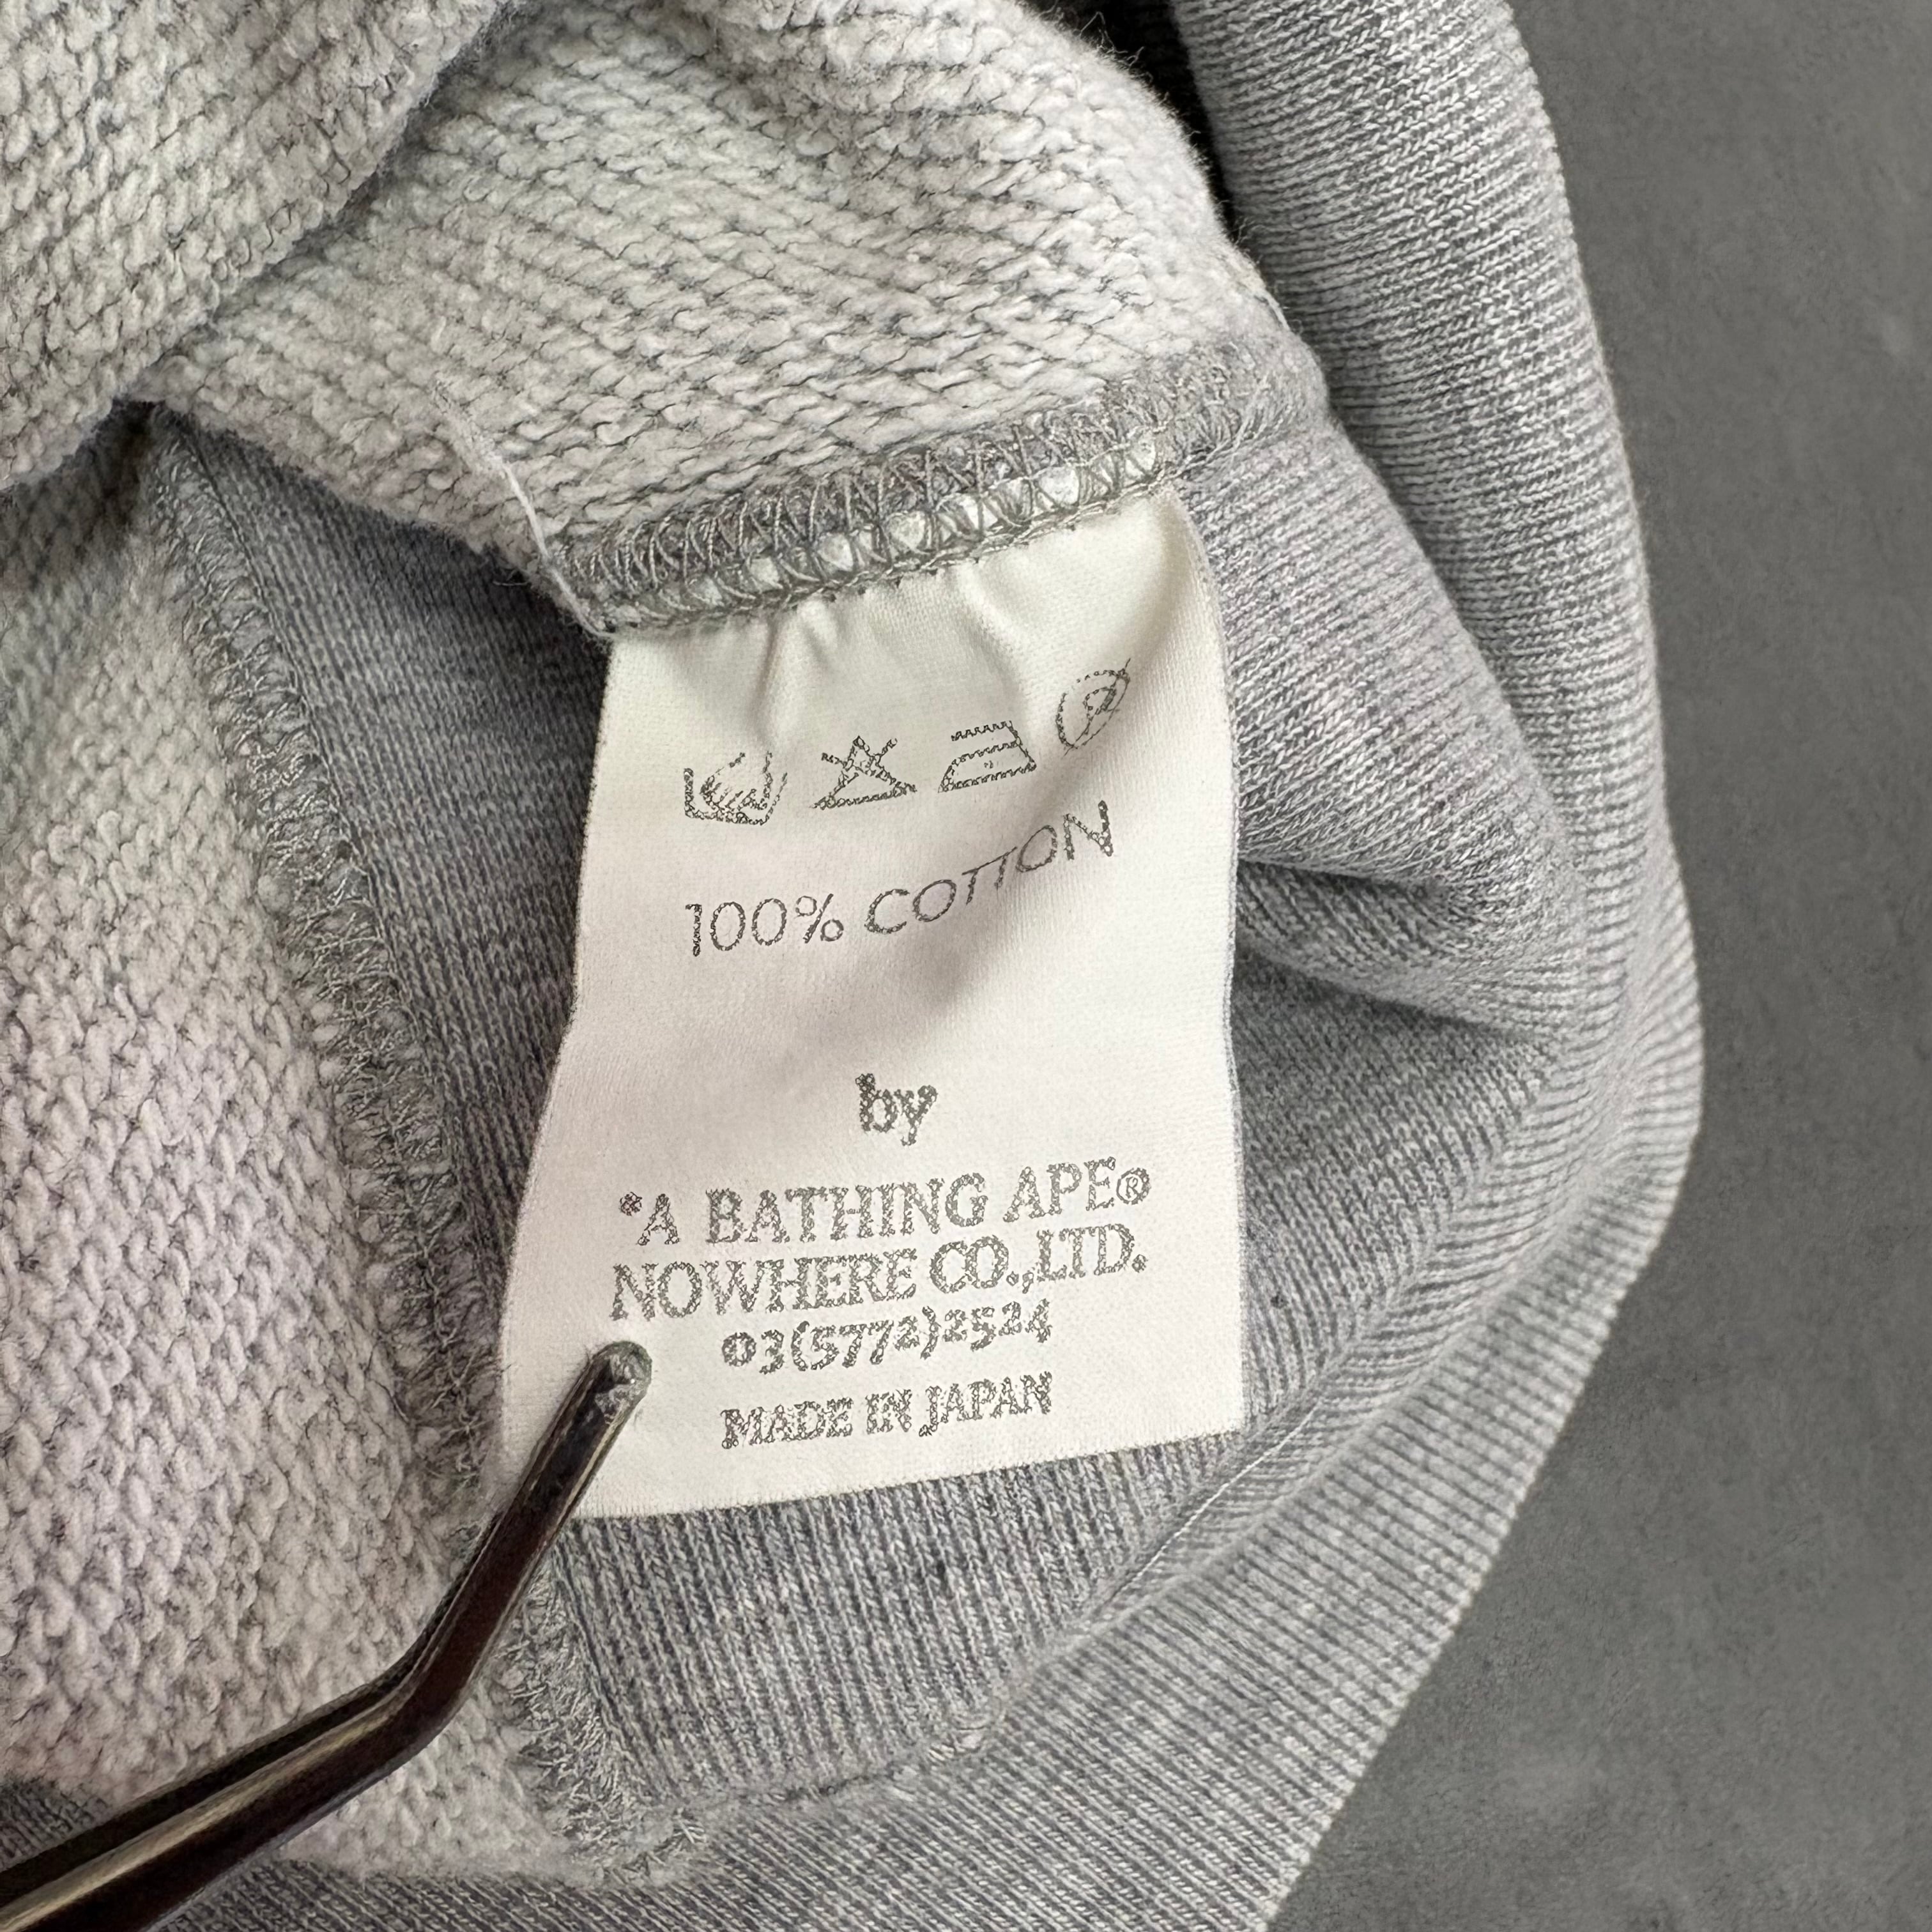 100% COTTON
by
*A BATHING APE®
NOWHERE CO.,LTD.
03(5772)2524
MADE IN JAPAN